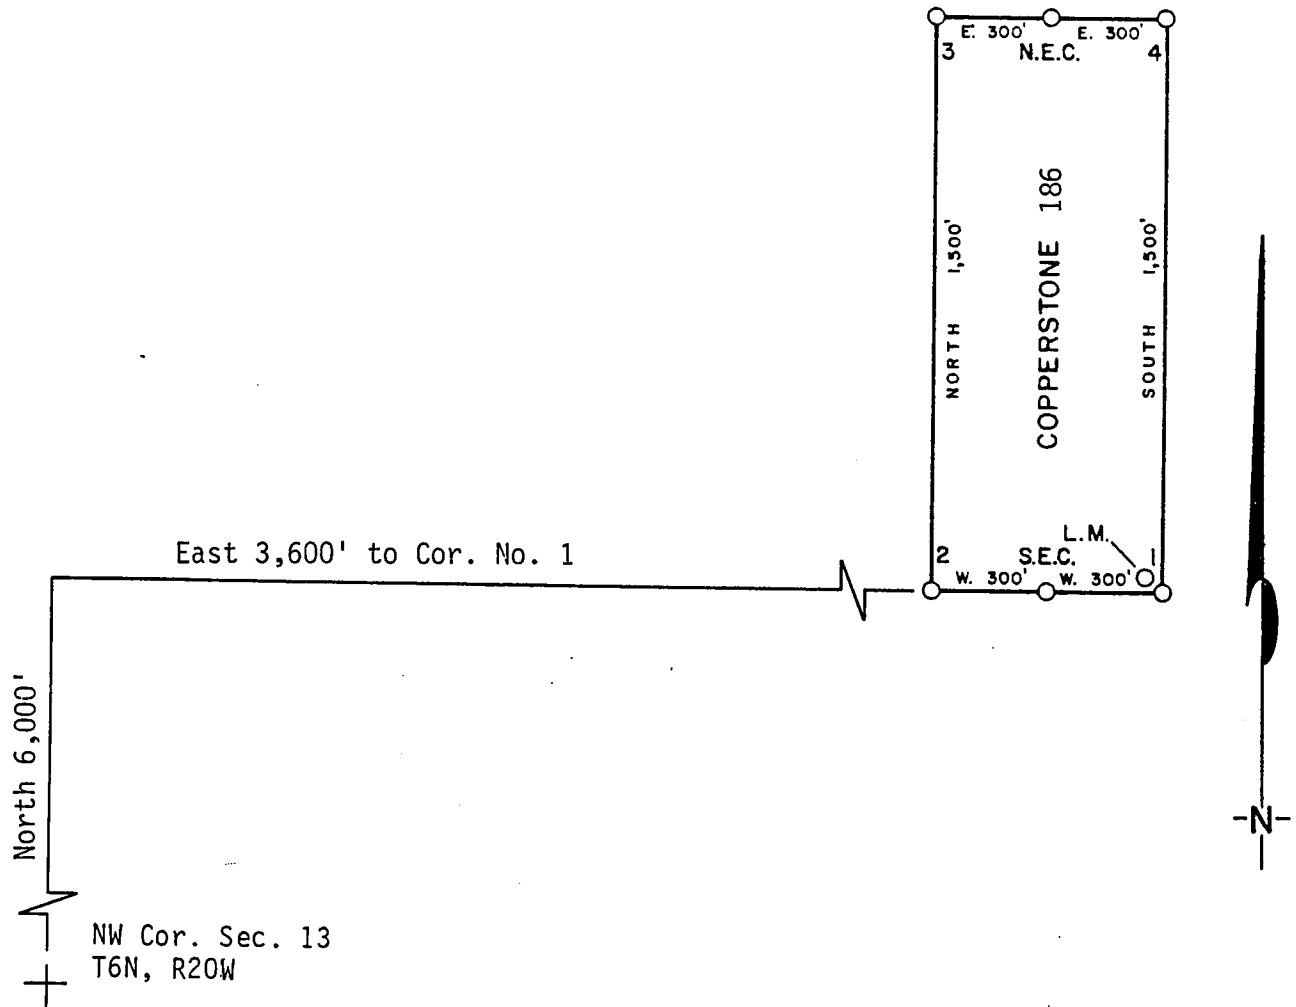 E. 300' E. 300'
3 N.E.C. 4
COPPERSTONE 186
NORTH 1,500'
SOUTH 1,500'
L.M.
2 S.E.C. 1
W. 300' W. 300'
East 3,600' to Cor. No. 1
North 6,000'
-N-
NW Cor. Sec. 13
T6N, R20W